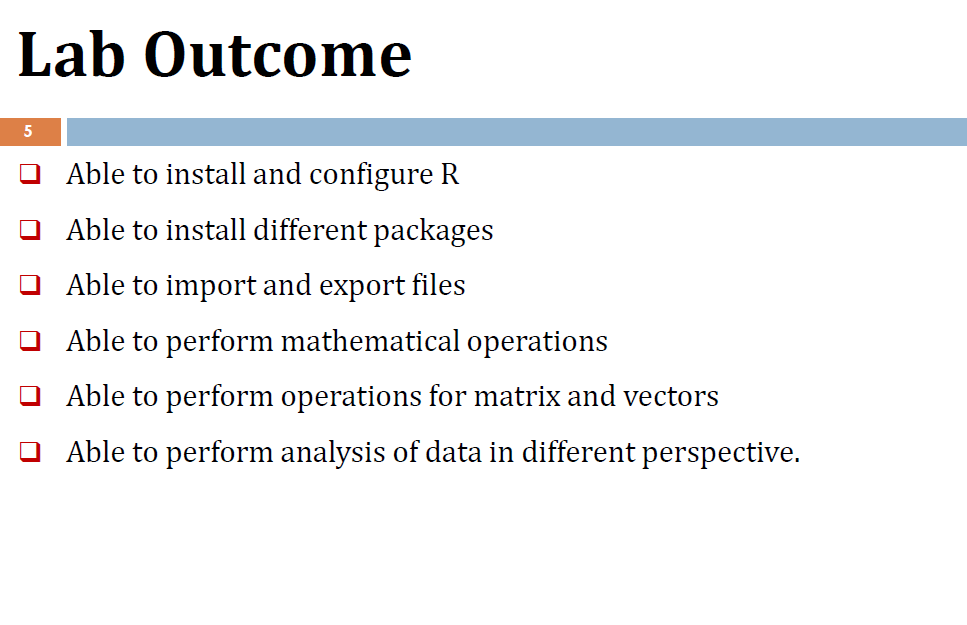 Lab Outcome
5
Able to install and configure R
Able to install different packages
Able to import and export files
Able to perform mathematical operations
Able to perform operations for matrix and vectors
Able to perform analysis of data in different perspective.